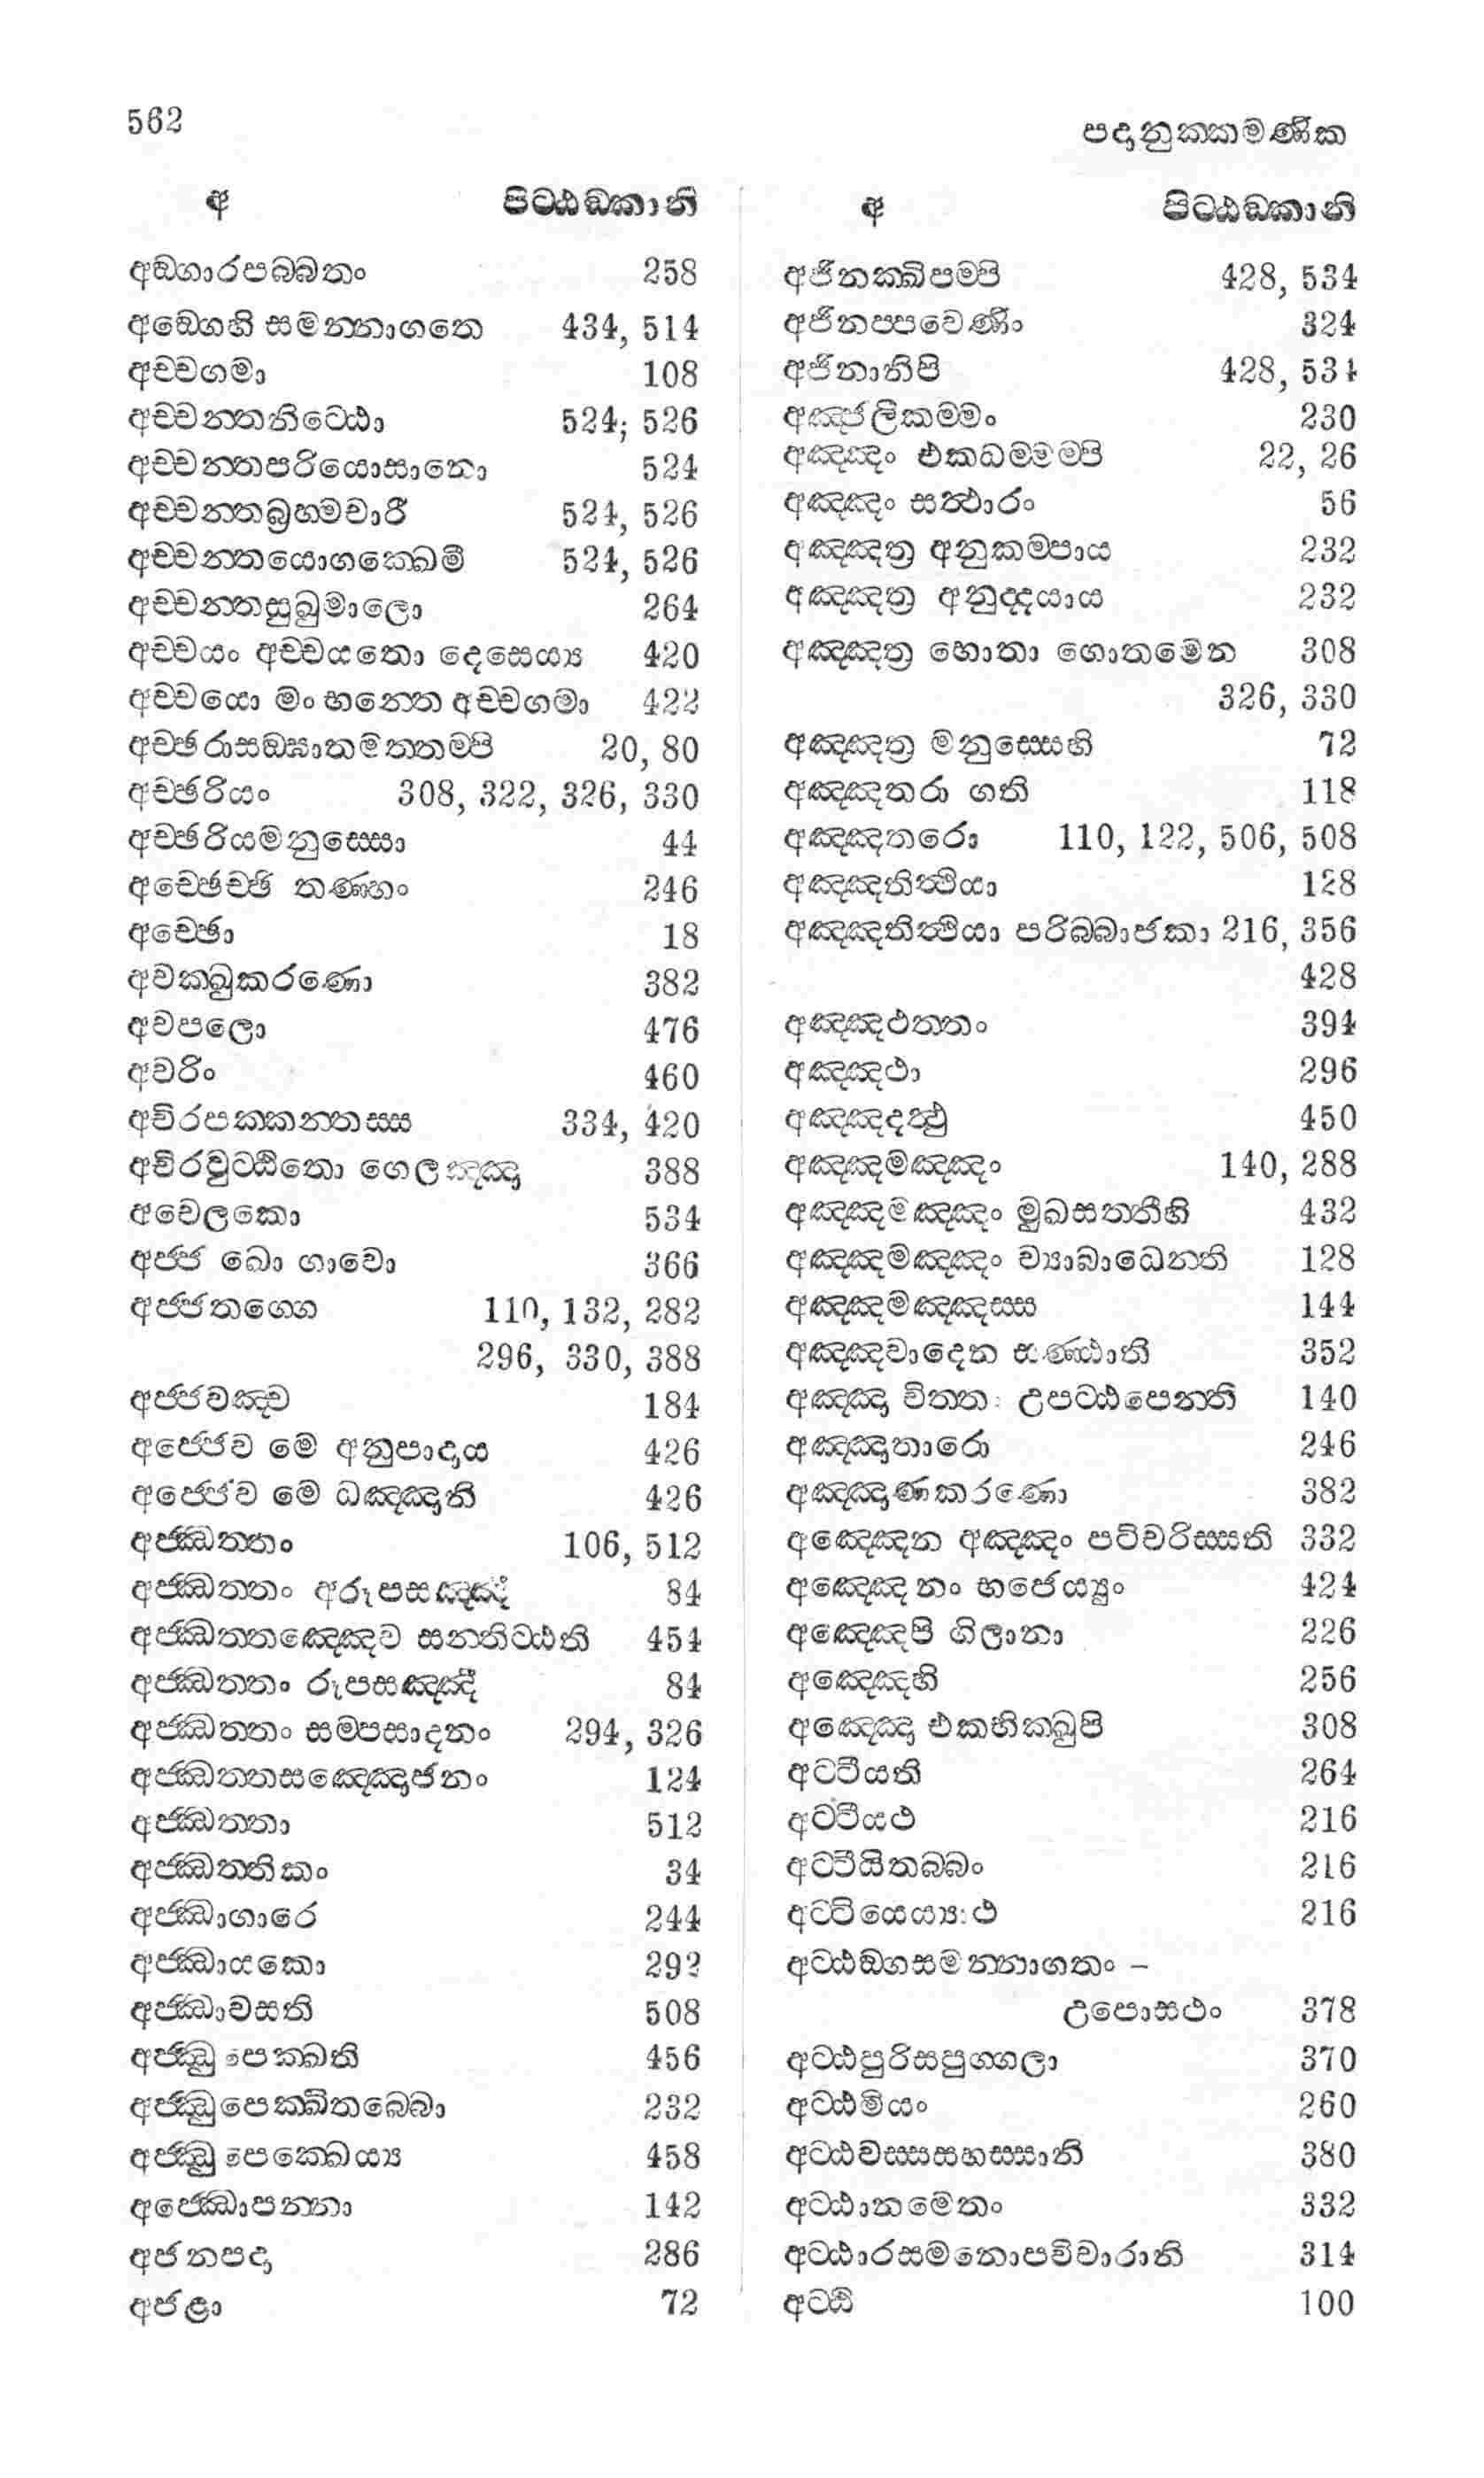 562
පදානුක්කමණික
අ පිට්ඨඞ්කානි
අඞ්ගාරපබ්බතං 258
අඞ්ගෙහි සමන්නාගතෙ 434, 514
අච්චගමා 108
අච්චන්තනිට්ඨො 524; 526
අච්චන්තපරියොසානො 524
අච්චන්තබ්‍රහ්මචාරී 524, 526
අච්චන්තයොගක්ඛෙමී 524, 526
අච්චන්තසුඛුමාලො 264
අච්චයං අච්චයතො දෙසෙය්‍ය 420
අච්චයො මං භන්තෙ අච්චගමා 422
අච්ඡරාසඞ්ඝාතමත්තම්පි 20, 80
අච්ඡරියං 308, 322, 326, 330
අච්ඡරියමනුස්සො 44
අච්ඡෙච්ඡි තණ්හං 246
අච්ඡො 18
අචක්ඛුකරණො 382
අචපලො 476
අචරිං 460
අචිරපක්කන්තස්ස 334, 420
අචිරවුට්ඨිතො ගෙලඤ්ඤා 388
අචෙලකො 534
අජ්ජ ඛො ගාවො 366
අජ්ජතග්ගෙ 110, 132, 282
296, 330, 388
අජ්ජවඤ්ච 184
අජ්ජෙව මෙ අනුපාදාය 426
අජ්ජෙව මෙ ධඤ්ඤානි 426
අජ්ඣත්තං 106, 512
අජ්ඣත්තං අරූපසඤ්ඤී 84
අජ්ඣත්තඤ්ඤෙව සන්තිට්ඨති 454
අජ්ඣත්තං රූපසඤ්ඤී 84
අජ්ඣත්තං සම්පසාදනං 294, 326
අජ්ඣත්තසඤ්ඤොජනං 124
අජ්ඣත්තා 512
අජ්ඣත්තිකං 34
අජ්ඣාගාරෙ 244
අජ්ඣායකො 292
අජ්ඣාවසති 508
අජ්ඣුපෙක්ඛති 456
අජ්ඣුපෙක්ඛිතබ්බො 232
අජ්ඣුපෙක්ඛෙය්‍ය 458
අජ්ඣොපන්නා 142
අජනපදා 286
අජළා 72
අ පිට්ඨඞ්කානි
අජිනක්ඛිපම්පි 428, 534
අජිනප්පවෙණිං 324
අජිනානිපි 428, 534
අඤ්ජලිකම්මං 230
අඤ්ඤං එකධම්මම්පි 22, 26
අඤ්ඤං සත්ථාරං 56
අඤ්ඤත්‍ර අනුකම්පාය 232
අඤ්ඤත්‍ර අනුද්දයාය 232
අඤ්ඤත්‍ර භොතා ගොතමෙන 308
326, 330
අඤ්ඤත්‍ර මනුස්සෙහි 72
අඤ්ඤතරා ගති 118
අඤ්ඤතරො 110, 122, 506, 508
අඤ්ඤතිත්ථියා 128
අඤ්ඤතිත්ථියා පරිබ්බාජකා 216, 356
428
අඤ්ඤථත්තං 394
අඤ්ඤථා 296
අඤ්ඤදත්ථු 450
අඤ්ඤමඤ්ඤං 140, 288
අඤ්ඤමඤ්ඤං මුඛසත්තීහි 432
අඤ්ඤමඤ්ඤං ව්‍යාබාධෙන්ති 128
අඤ්ඤමඤ්ඤස්ස 144
අඤ්ඤවාදෙන සණ්ඨාති 352
අඤ්ඤා චිත්තං උපට්ඨපෙන්ති 140
අඤ්ඤාතාරො 246
අඤ්ඤාණකරණො 382
අඤ්ඤෙන අඤ්ඤං පටිචරිස්සති 332
අඤ්ඤෙ නං භජෙය්‍යුං 424
අඤ්ඤෙපි ගිලානා 226
අඤ්ඤෙහි 256
අඤ්ඤො එකභික්ඛුපි 308
අට්ටීයති 264
අට්ටීයථ 216
අට්ටීයිතබ්බං 216
අට්ටියෙය්‍යාථ 216
අට්ඨඞ්ගසමන්නාගතං –
උපොසථං 378
අට්ඨපුරිසපුග්ගලා 370
අට්ඨමියං 260
අට්ඨවස්සසහස්සානි 380
අට්ඨානමෙතං 332
අට්ඨාරසමනොපවිචාරානි 314
අට්ඨි 100